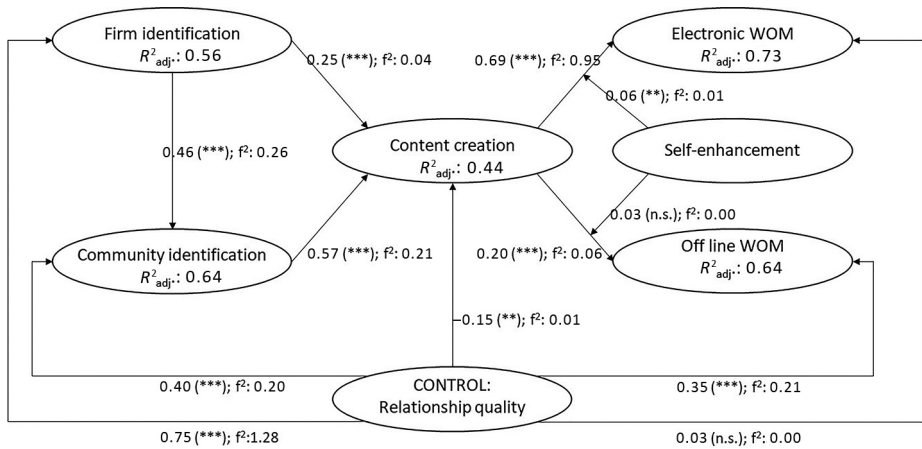 Firm identification
R²adj.: 0.56
Electronic WOM
R²adj.: 0.73
0.25 (***); f²: 0.04
0.69 (***); f²: 0.95
0.06 (**); f²: 0.01
0.46 (***); f²: 0.26
Content creation
R²adj.: 0.44
Self-enhancement
0.03 (n.s.); f²: 0.00
Community identification
R²adj.: 0.64
0.57 (***); f²: 0.21
0.20 (***); f²: 0.06
Off line WOM
R²adj.: 0.64
−0.15 (**); f²: 0.01
0.40 (***); f²: 0.20
CONTROL:
Relationship quality
0.35 (***); f²: 0.21
0.75 (***); f²:1.28
0.03 (n.s.); f²: 0.00